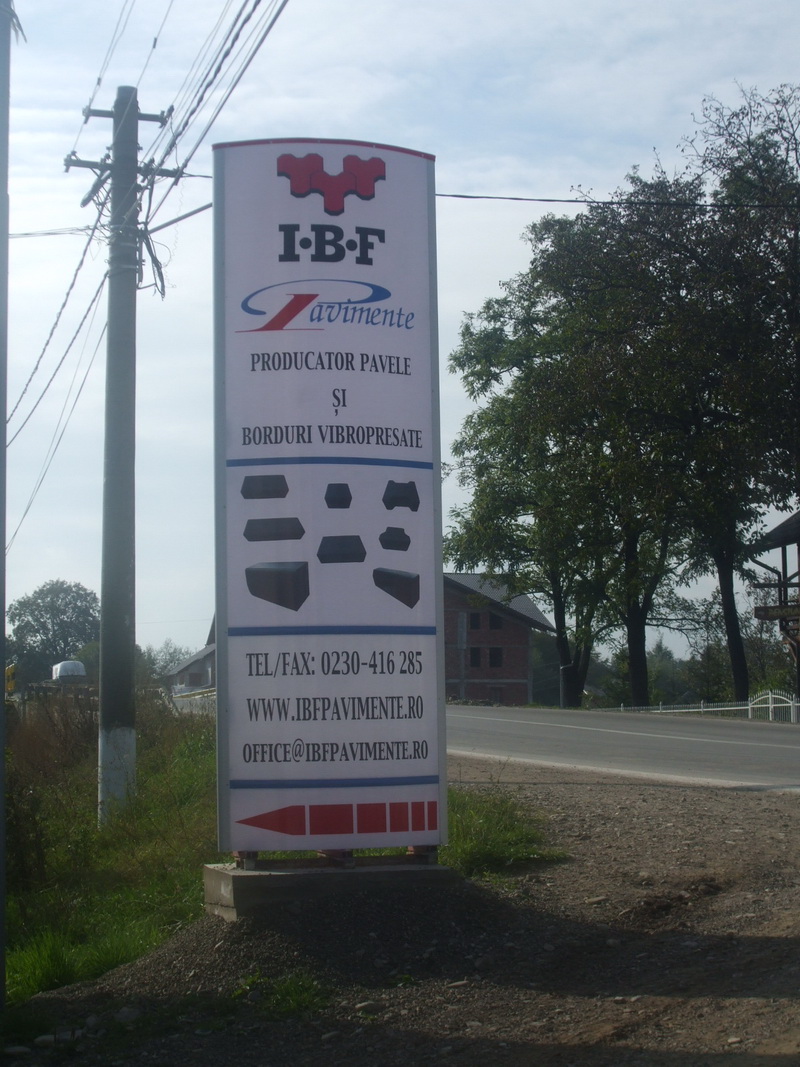 I·B·F
Pavimente
PRODUCATOR PAVELE
ȘI
BORDURI VIBROPRESATE
TEL/FAX: 0230-416 285
WWW.IBFPAVIMENTE.RO
OFFICE@IBFPAVIMENTE.RO